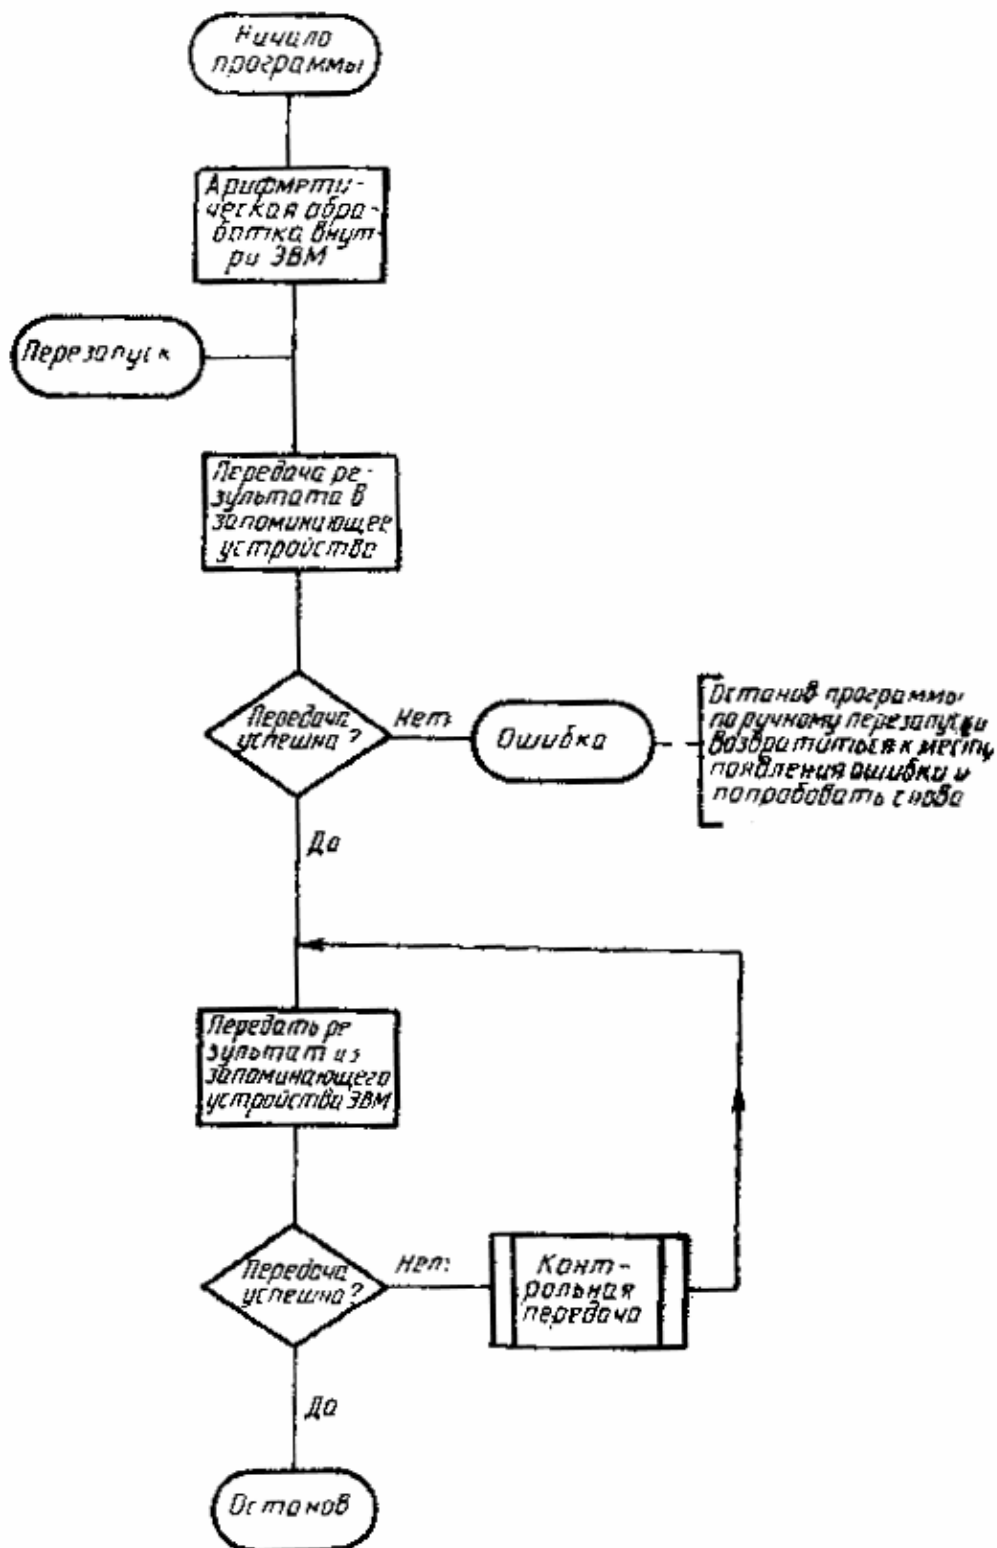 Начало
программы
Арифмети-
ческая обра-
ботка внут-
ри ЭВМ
Перезапуск
Передача ре-
зультата в
запоминающее
устройство
Передача
успешна?
Нет
Ошибка
Останов программы
по ручному перезапуску
возвратиться к месту
появления ошибки и
попробовать снова
Да
Передать ре
зультат из
запоминающего
устройства ЭВМ
Передача
успешна?
Нет
Конт-
рольная
передача
Да
Останов